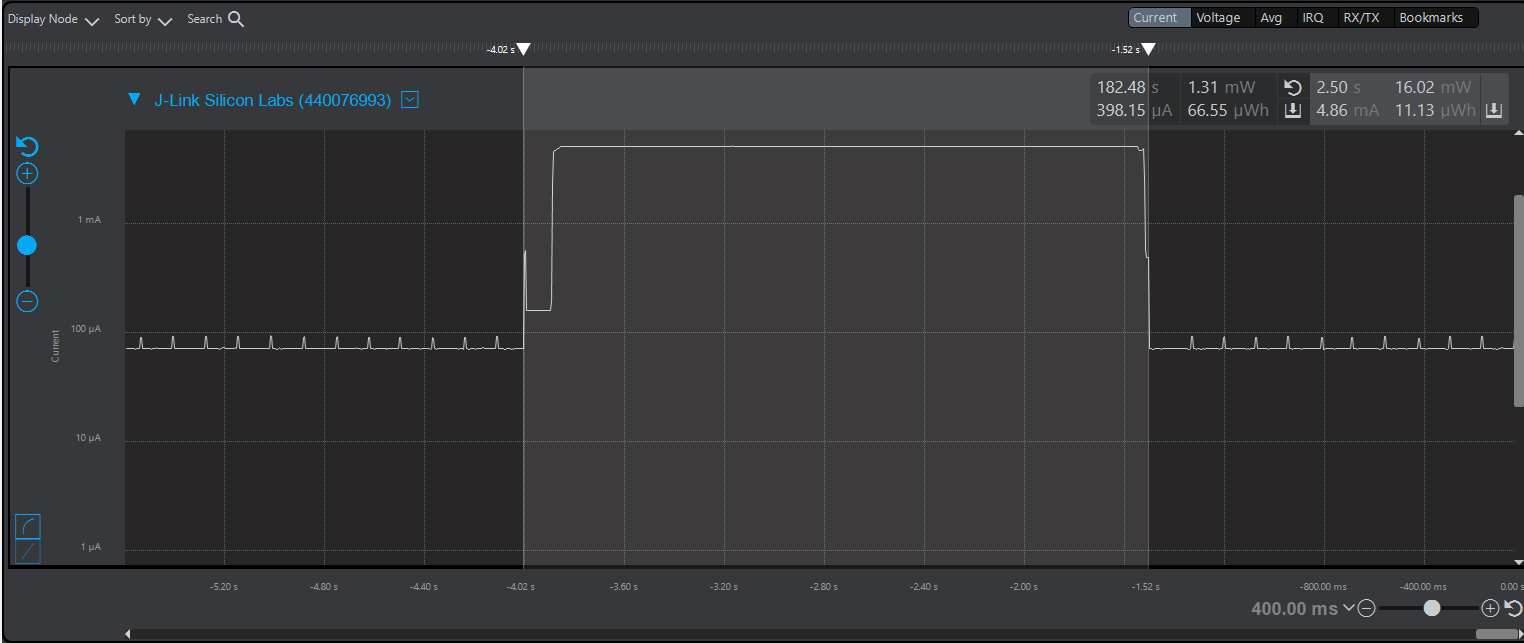 Display Node Sort by Search Current Voltage Avg IRQ RX/TX Bookmarks
-4.02 s -1.52 s
J-Link Silicon Labs (440076993)
182.48 s 1.31 mW 2.50 s 16.02 mW
398.15 µA 66.55 µWh 4.86 mA 11.13 µWh
1 mA
100 µA
Current
10 µA
1 µA
-5.20 s -4.80 s -4.40 s -4.02 s -3.60 s -3.20 s -2.80 s -2.40 s -2.00 s -1.52 s -800.00 ms -400.00 ms 0.00 s
400.00 ms